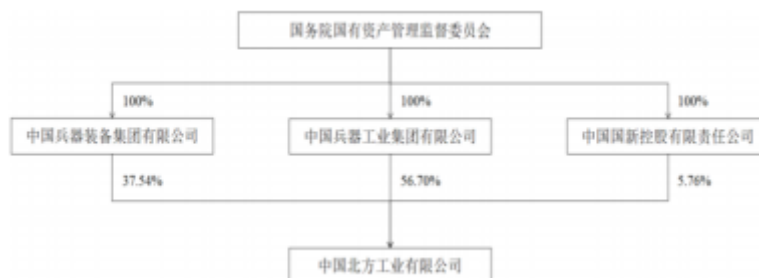 国务院国有资产管理监督委员会
100%
100%
100%
中国兵器装备集团有限公司
中国兵器工业集团有限公司
中国国新控股有限责任公司
37.54%
56.70%
5.76%
中国北方工业有限公司